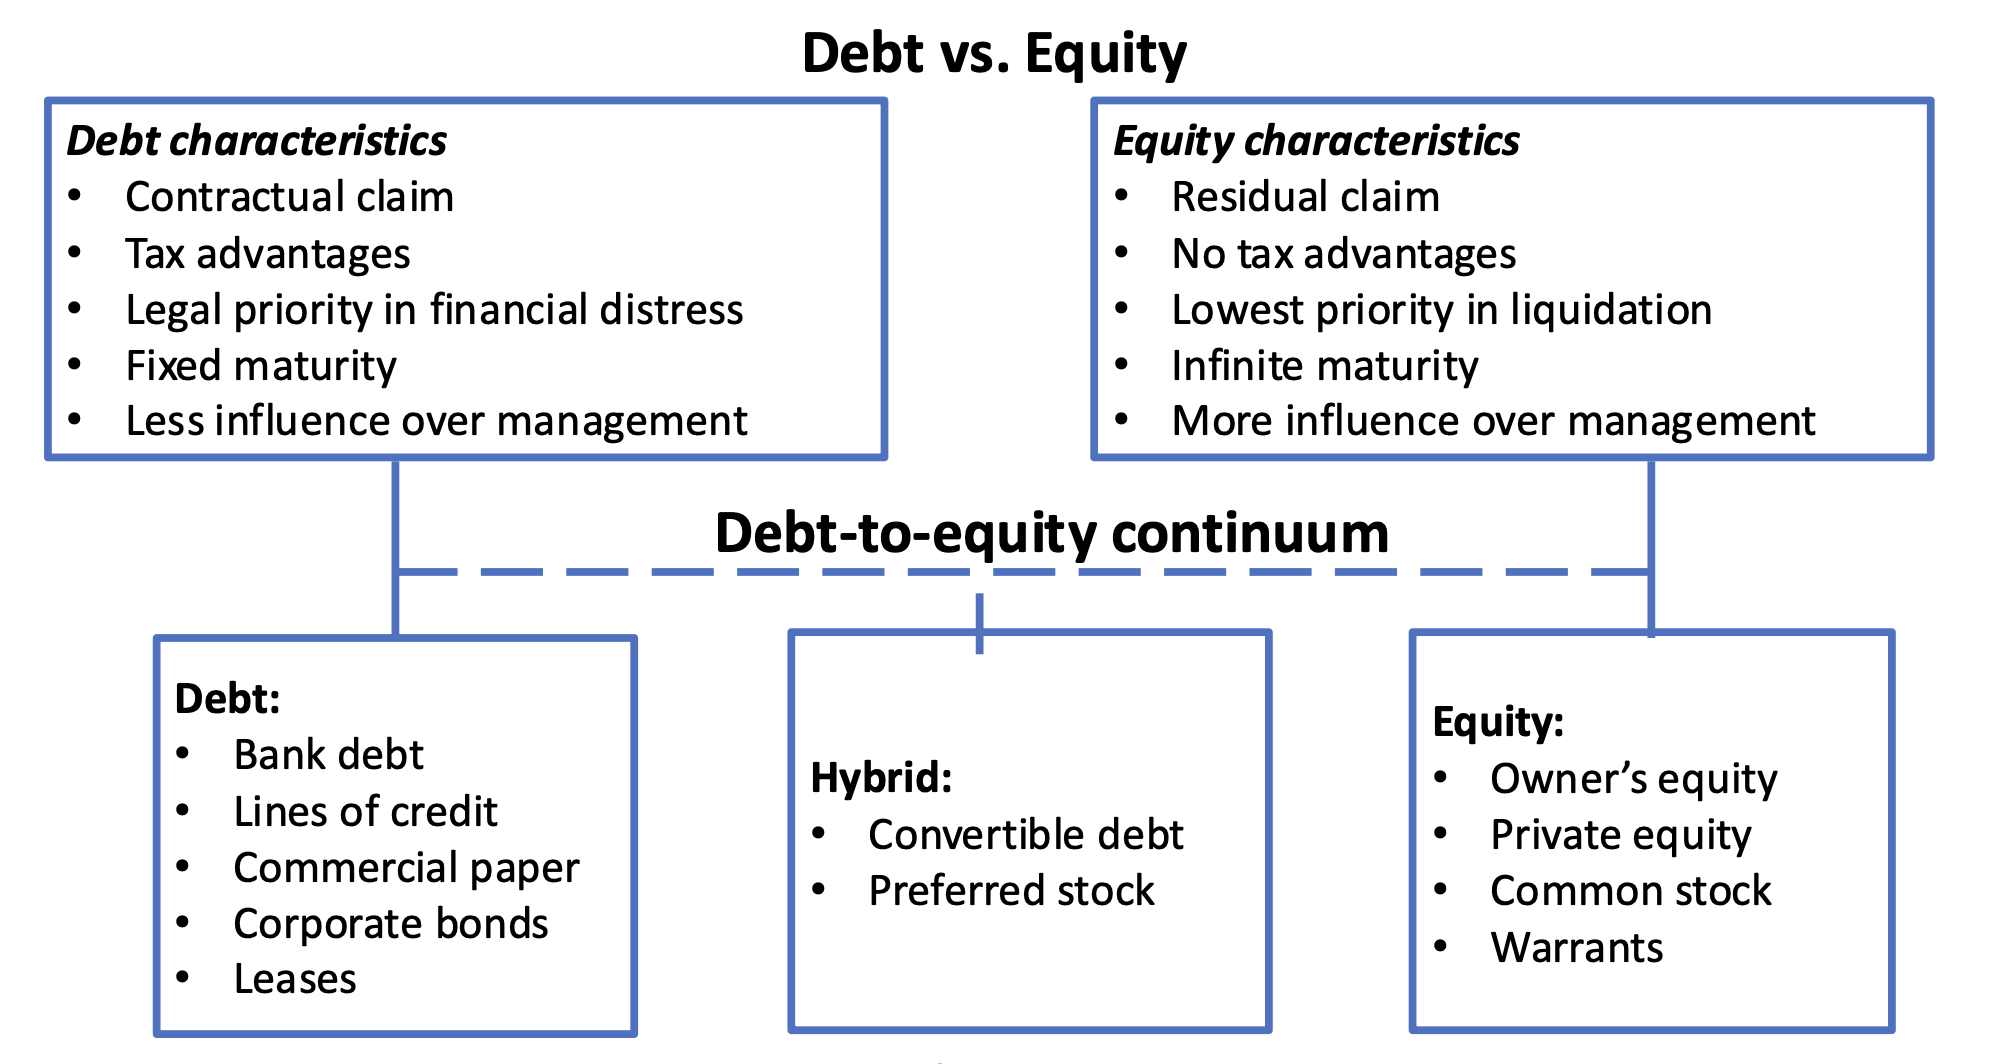 Debt vs. Equity
Debt characteristics
• Contractual claim
• Tax advantages
• Legal priority in financial distress
• Fixed maturity
• Less influence over management
Equity characteristics
• Residual claim
• No tax advantages
• Lowest priority in liquidation
• Infinite maturity
• More influence over management
Debt-to-equity continuum
Debt:
• Bank debt
• Lines of credit
• Commercial paper
• Corporate bonds
• Leases
Hybrid:
• Convertible debt
• Preferred stock
Equity:
• Owner’s equity
• Private equity
• Common stock
• Warrants